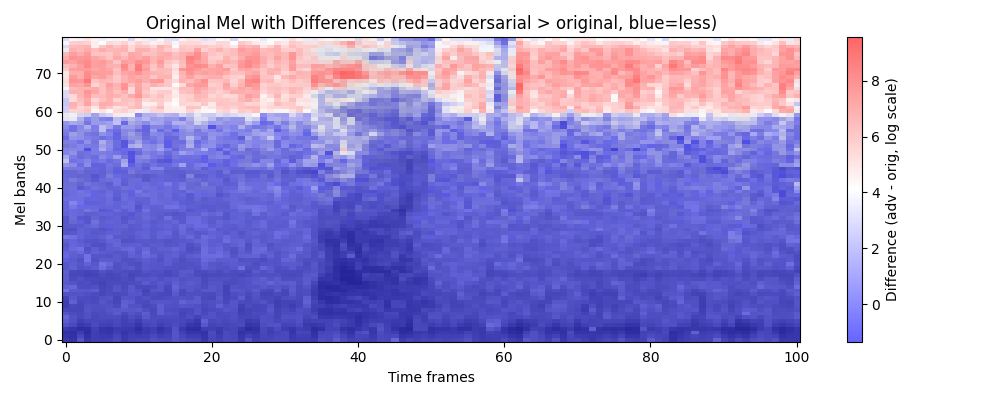 Original Mel with Differences (red=adversarial > original, blue=less)
Mel bands
70
60
50
40
30
20
10
0
0 20 40 60 80 100
Time frames
8
6
4
2
0
Difference (adv - orig, log scale)